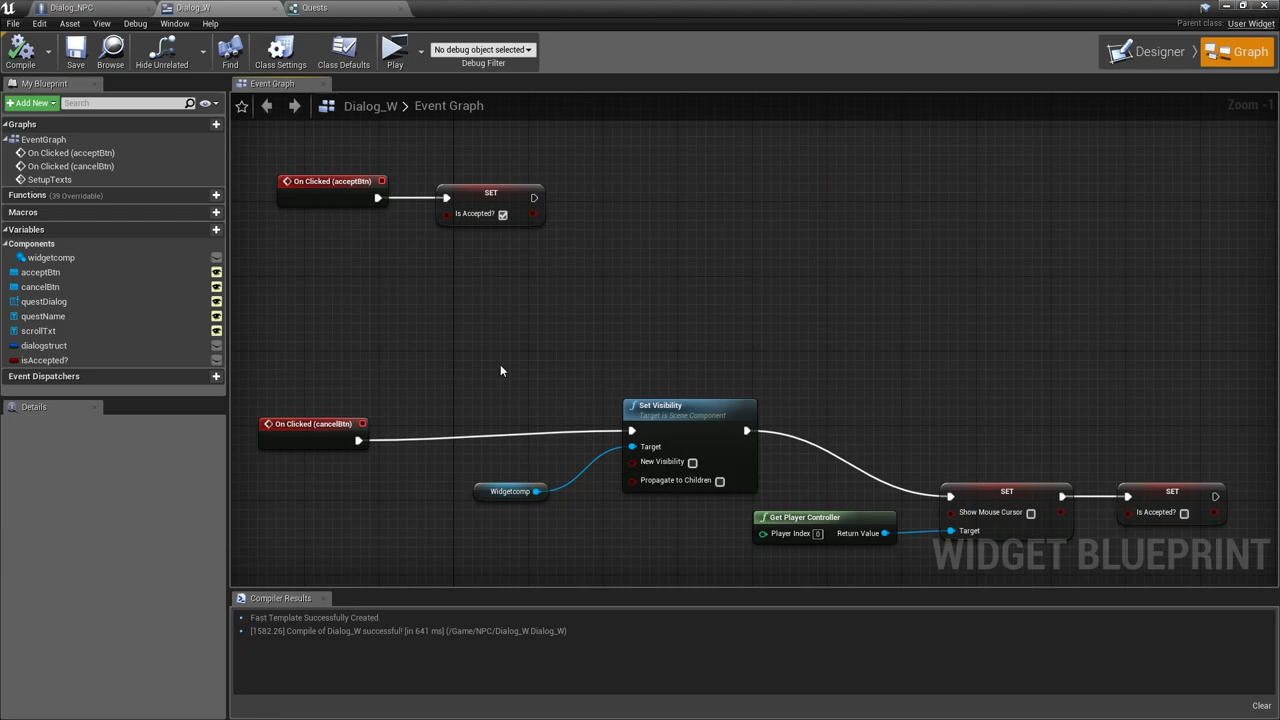 Dialog_NPC
Dialog_W
Quests
File Edit Asset View Debug Window Help
Parent class: User Widget
Compile
Save
Browse
Hide Unrelated
Find
Class Settings
Class Defaults
Play
No debug object selected
Debug Filter
Designer
Graph
My Blueprint
Event Graph
Add New
Search
Dialog_W > Event Graph
Zoom -1
Graphs
EventGraph
On Clicked (acceptBtn)
On Clicked (cancelBtn)
SetupTexts
Functions (39 Overridable)
Macros
Variables
Components
widgetcomp
acceptBtn
cancelBtn
questDialog
questName
scrollTxt
dialogstruct
isAccepted?
Event Dispatchers
Details
On Clicked (acceptBtn)
SET
Is Accepted?
On Clicked (cancelBtn)
Set Visibility
Target is Scene Component
Target
New Visibility
Propagate to Children
Widgetcomp
Get Player Controller
Player Index 0
Return Value
SET
Show Mouse Cursor
Target
SET
Is Accepted?
WIDGET BLUEPRINT
Compiler Results
Fast Template Successfully Created.
[1582.26] Compile of Dialog_W successful! [in 641 ms] (/Game/NPC/Dialog_W.Dialog_W)
Clear